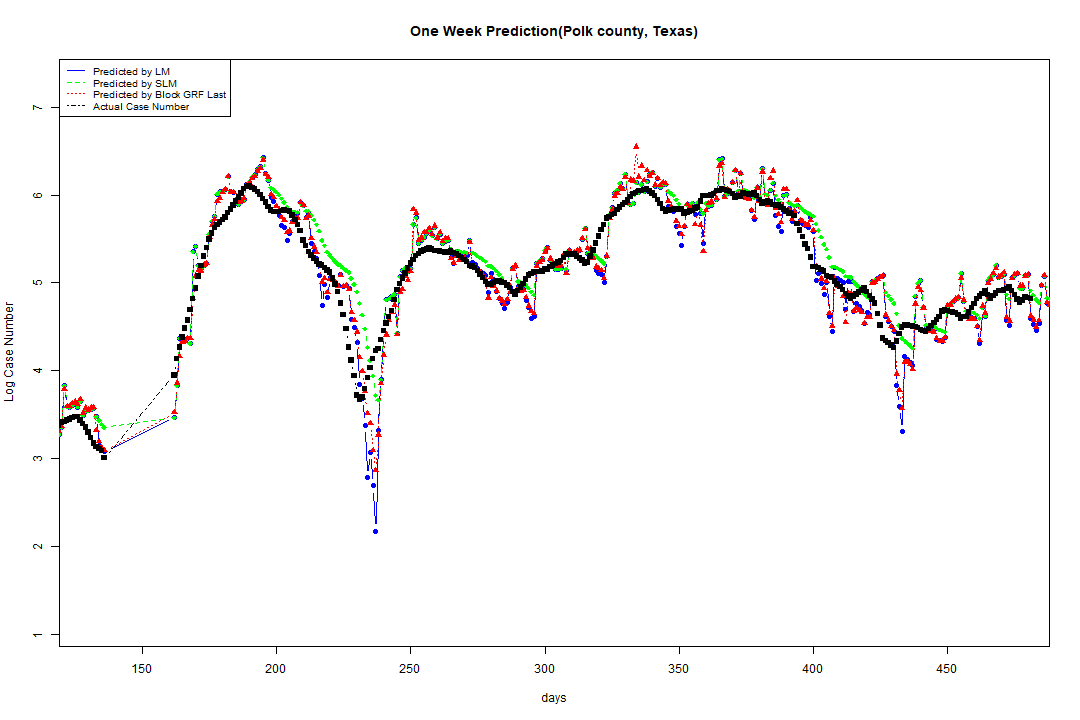 One Week Prediction(Polk county, Texas)
Predicted by LM
Predicted by SLM
Predicted by Block GRF Last
Actual Case Number
7
6
5
4
3
2
1
Log Case Number
150 200 250 300 350 400 450
days